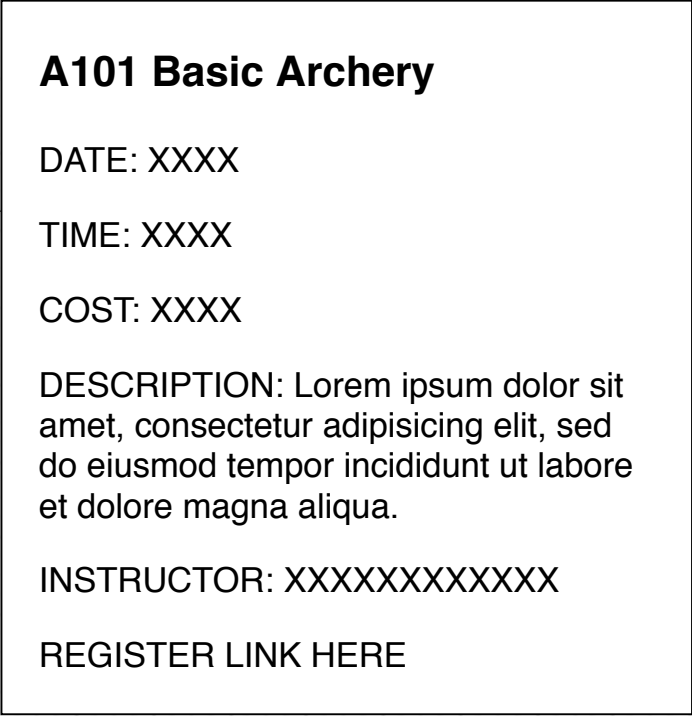 A101 Basic Archery
DATE: XXXX
TIME: XXXX
COST: XXXX
DESCRIPTION: Lorem ipsum dolor sit
amet, consectetur adipisicing elit, sed
do eiusmod tempor incididunt ut labore
et dolore magna aliqua.
INSTRUCTOR: XXXXXXXXXXXX
REGISTER LINK HERE